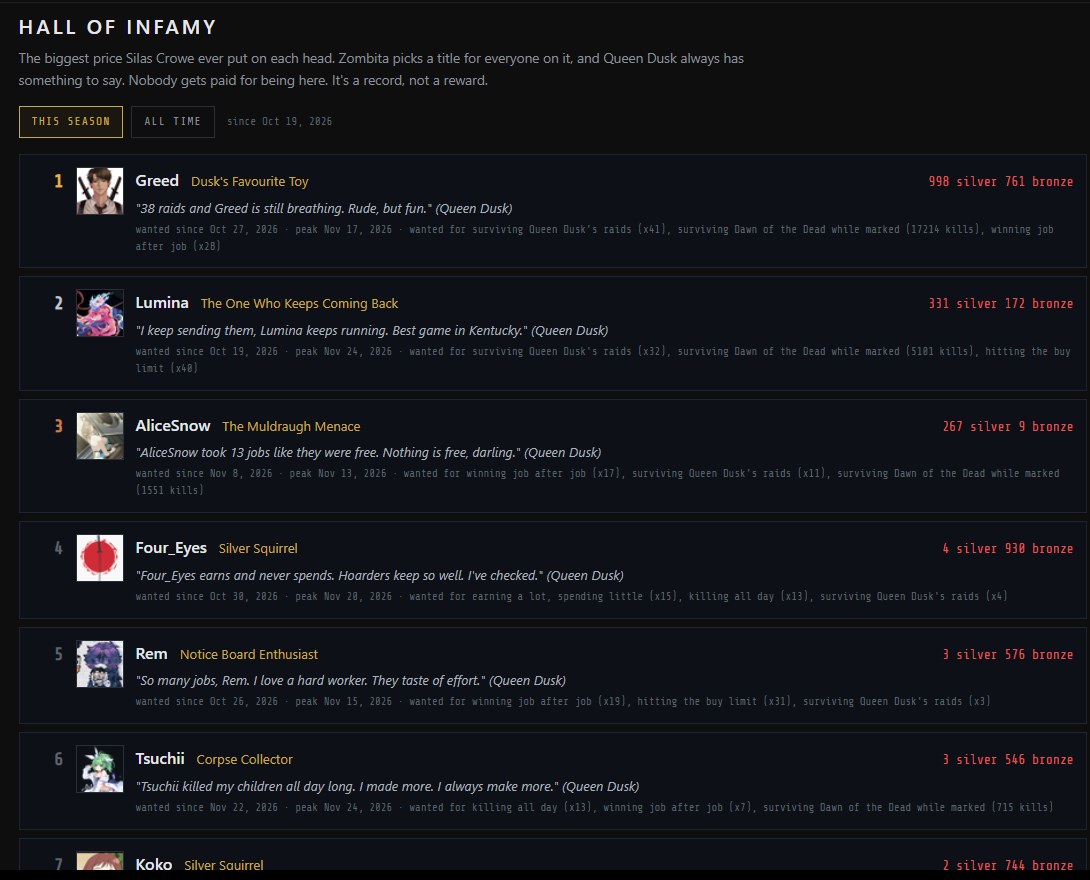 HALL OF INFAMY
The biggest price Silas Crowe ever put on each head. Zombita picks a title for everyone on it, and Queen Dusk always has
something to say. Nobody gets paid for being here. It's a record, not a reward.
THIS SEASON ALL TIME since Oct 19, 2026
1 Greed Dusk's Favourite Toy 998 silver 761 bronze
"38 raids and Greed is still breathing. Rude, but fun." (Queen Dusk)
wanted since Oct 27, 2026 · peak Nov 17, 2026 · wanted for surviving Queen Dusk's raids (x41), surviving Dawn of the Dead while marked (17214 kills), winning job
after job (x28)
2 Lumina The One Who Keeps Coming Back 331 silver 172 bronze
"I keep sending them, Lumina keeps running. Best game in Kentucky." (Queen Dusk)
wanted since Oct 19, 2026 · peak Nov 24, 2026 · wanted for surviving Queen Dusk's raids (x32), surviving Dawn of the Dead while marked (5101 kills), hitting the buy
limit (x40)
3 AliceSnow The Muldraugh Menace 267 silver 9 bronze
"AliceSnow took 13 jobs like they were free. Nothing is free, darling." (Queen Dusk)
wanted since Nov 8, 2026 · peak Nov 13, 2026 · wanted for winning job after job (x17), surviving Queen Dusk's raids (x11), surviving Dawn of the Dead while marked
(1551 kills)
4 Four_Eyes Silver Squirrel 4 silver 930 bronze
"Four_Eyes earns and never spends. Hoarders keep so well. I've checked." (Queen Dusk)
wanted since Oct 30, 2026 · peak Nov 20, 2026 · wanted for earning a lot, spending little (x15), killing all day (x13), surviving Queen Dusk's raids (x4)
5 Rem Notice Board Enthusiast 3 silver 576 bronze
"So many jobs, Rem. I love a hard worker. They taste of effort." (Queen Dusk)
wanted since Oct 26, 2026 · peak Nov 15, 2026 · wanted for winning job after job (x19), hitting the buy limit (x31), surviving Queen Dusk's raids (x3)
6 Tsuchii Corpse Collector 3 silver 546 bronze
"Tsuchii killed my children all day long. I made more. I always make more." (Queen Dusk)
wanted since Nov 22, 2026 · peak Nov 24, 2026 · wanted for killing all day (x13), winning job after job (x7), surviving Dawn of the Dead while marked (715 kills)
7 Koko Silver Squirrel 2 silver 744 bronze